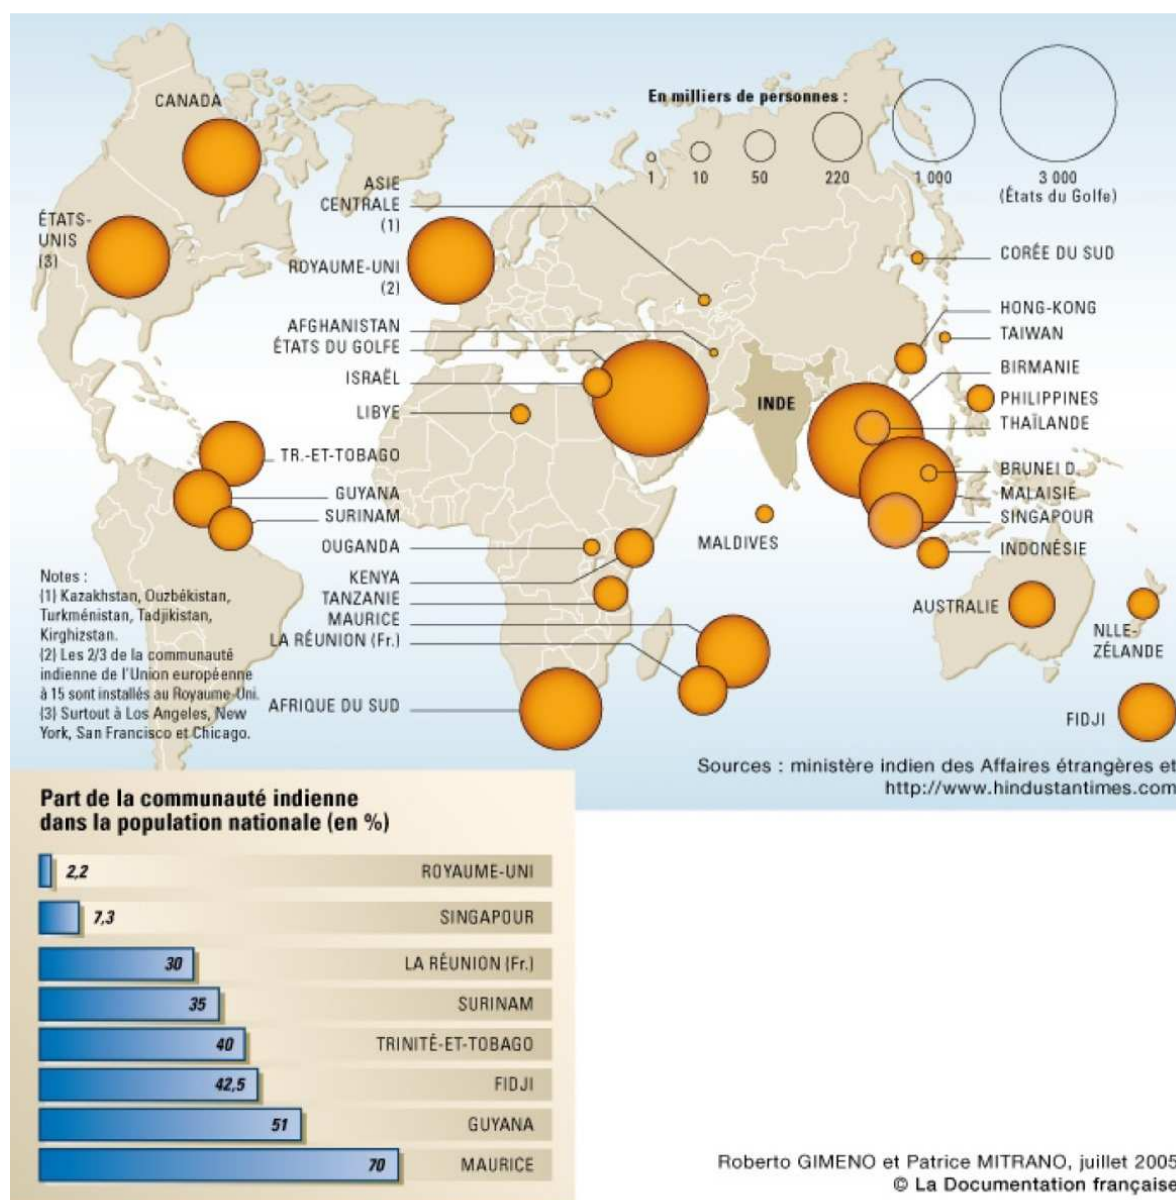 CANADA
En milliers de personnes :
1
10
50
220
1 000
3 000
(États du Golfe)
ASIE
CENTRALE
(1)
ÉTATS-
UNIS
(3)
ROYAUME-UNI
(2)
CORÉE DU SUD
HONG-KONG
TAIWAN
BIRMANIE
PHILIPPINES
THAÏLANDE
BRUNEI D.
MALAISIE
SINGAPOUR
INDONÉSIE
AFGHANISTAN
ÉTATS DU GOLFE
ISRAËL
LIBYE
INDE
TR.-ET-TOBAGO
GUYANA
SURINAM
OUGANDA
KENYA
TANZANIE
MAURICE
LA RÉUNION (Fr.)
AFRIQUE DU SUD
MALDIVES
AUSTRALIE
NLLE-
ZÉLANDE
FIDJI
Notes :
(1) Kazakhstan, Ouzbékistan,
Turkménistan, Tadjikistan,
Kirghizstan.
(2) Les 2/3 de la communauté
indienne de l'Union européenne
à 15 sont installés au Royaume-Uni.
(3) Surtout à Los Angeles, New
York, San Francisco et Chicago.
Sources : ministère indien des Affaires étrangères et
http://www.hindustantimes.com
Part de la communauté indienne
dans la population nationale (en %)
2,2 ROYAUME-UNI
7,3 SINGAPOUR
30 LA RÉUNION (Fr.)
35 SURINAM
40 TRINITÉ-ET-TOBAGO
42,5 FIDJI
51 GUYANA
70 MAURICE
Roberto GIMENO et Patrice MITRANO, juillet 2005
© La Documentation française